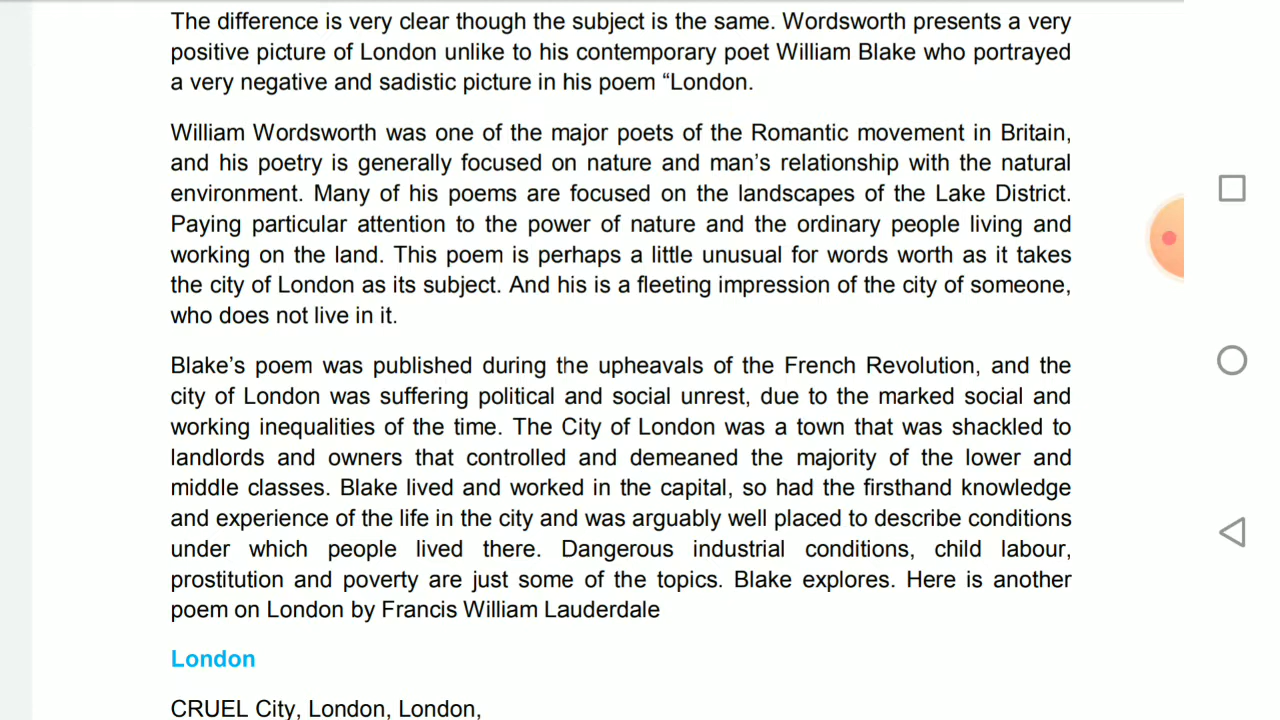 The difference is very clear though the subject is the same. Wordsworth presents a very
positive picture of London unlike to his contemporary poet William Blake who portrayed
a very negative and sadistic picture in his poem “London.
William Wordsworth was one of the major poets of the Romantic movement in Britain,
and his poetry is generally focused on nature and man’s relationship with the natural
environment. Many of his poems are focused on the landscapes of the Lake District.
Paying particular attention to the power of nature and the ordinary people living and
working on the land. This poem is perhaps a little unusual for words worth as it takes
the city of London as its subject. And his is a fleeting impression of the city of someone,
who does not live in it.
Blake’s poem was published during the upheavals of the French Revolution, and the
city of London was suffering political and social unrest, due to the marked social and
working inequalities of the time. The City of London was a town that was shackled to
landlords and owners that controlled and demeaned the majority of the lower and
middle classes. Blake lived and worked in the capital, so had the firsthand knowledge
and experience of the life in the city and was arguably well placed to describe conditions
under which people lived there. Dangerous industrial conditions, child labour,
prostitution and poverty are just some of the topics. Blake explores. Here is another
poem on London by Francis William Lauderdale
London
CRUEL City, London, London,